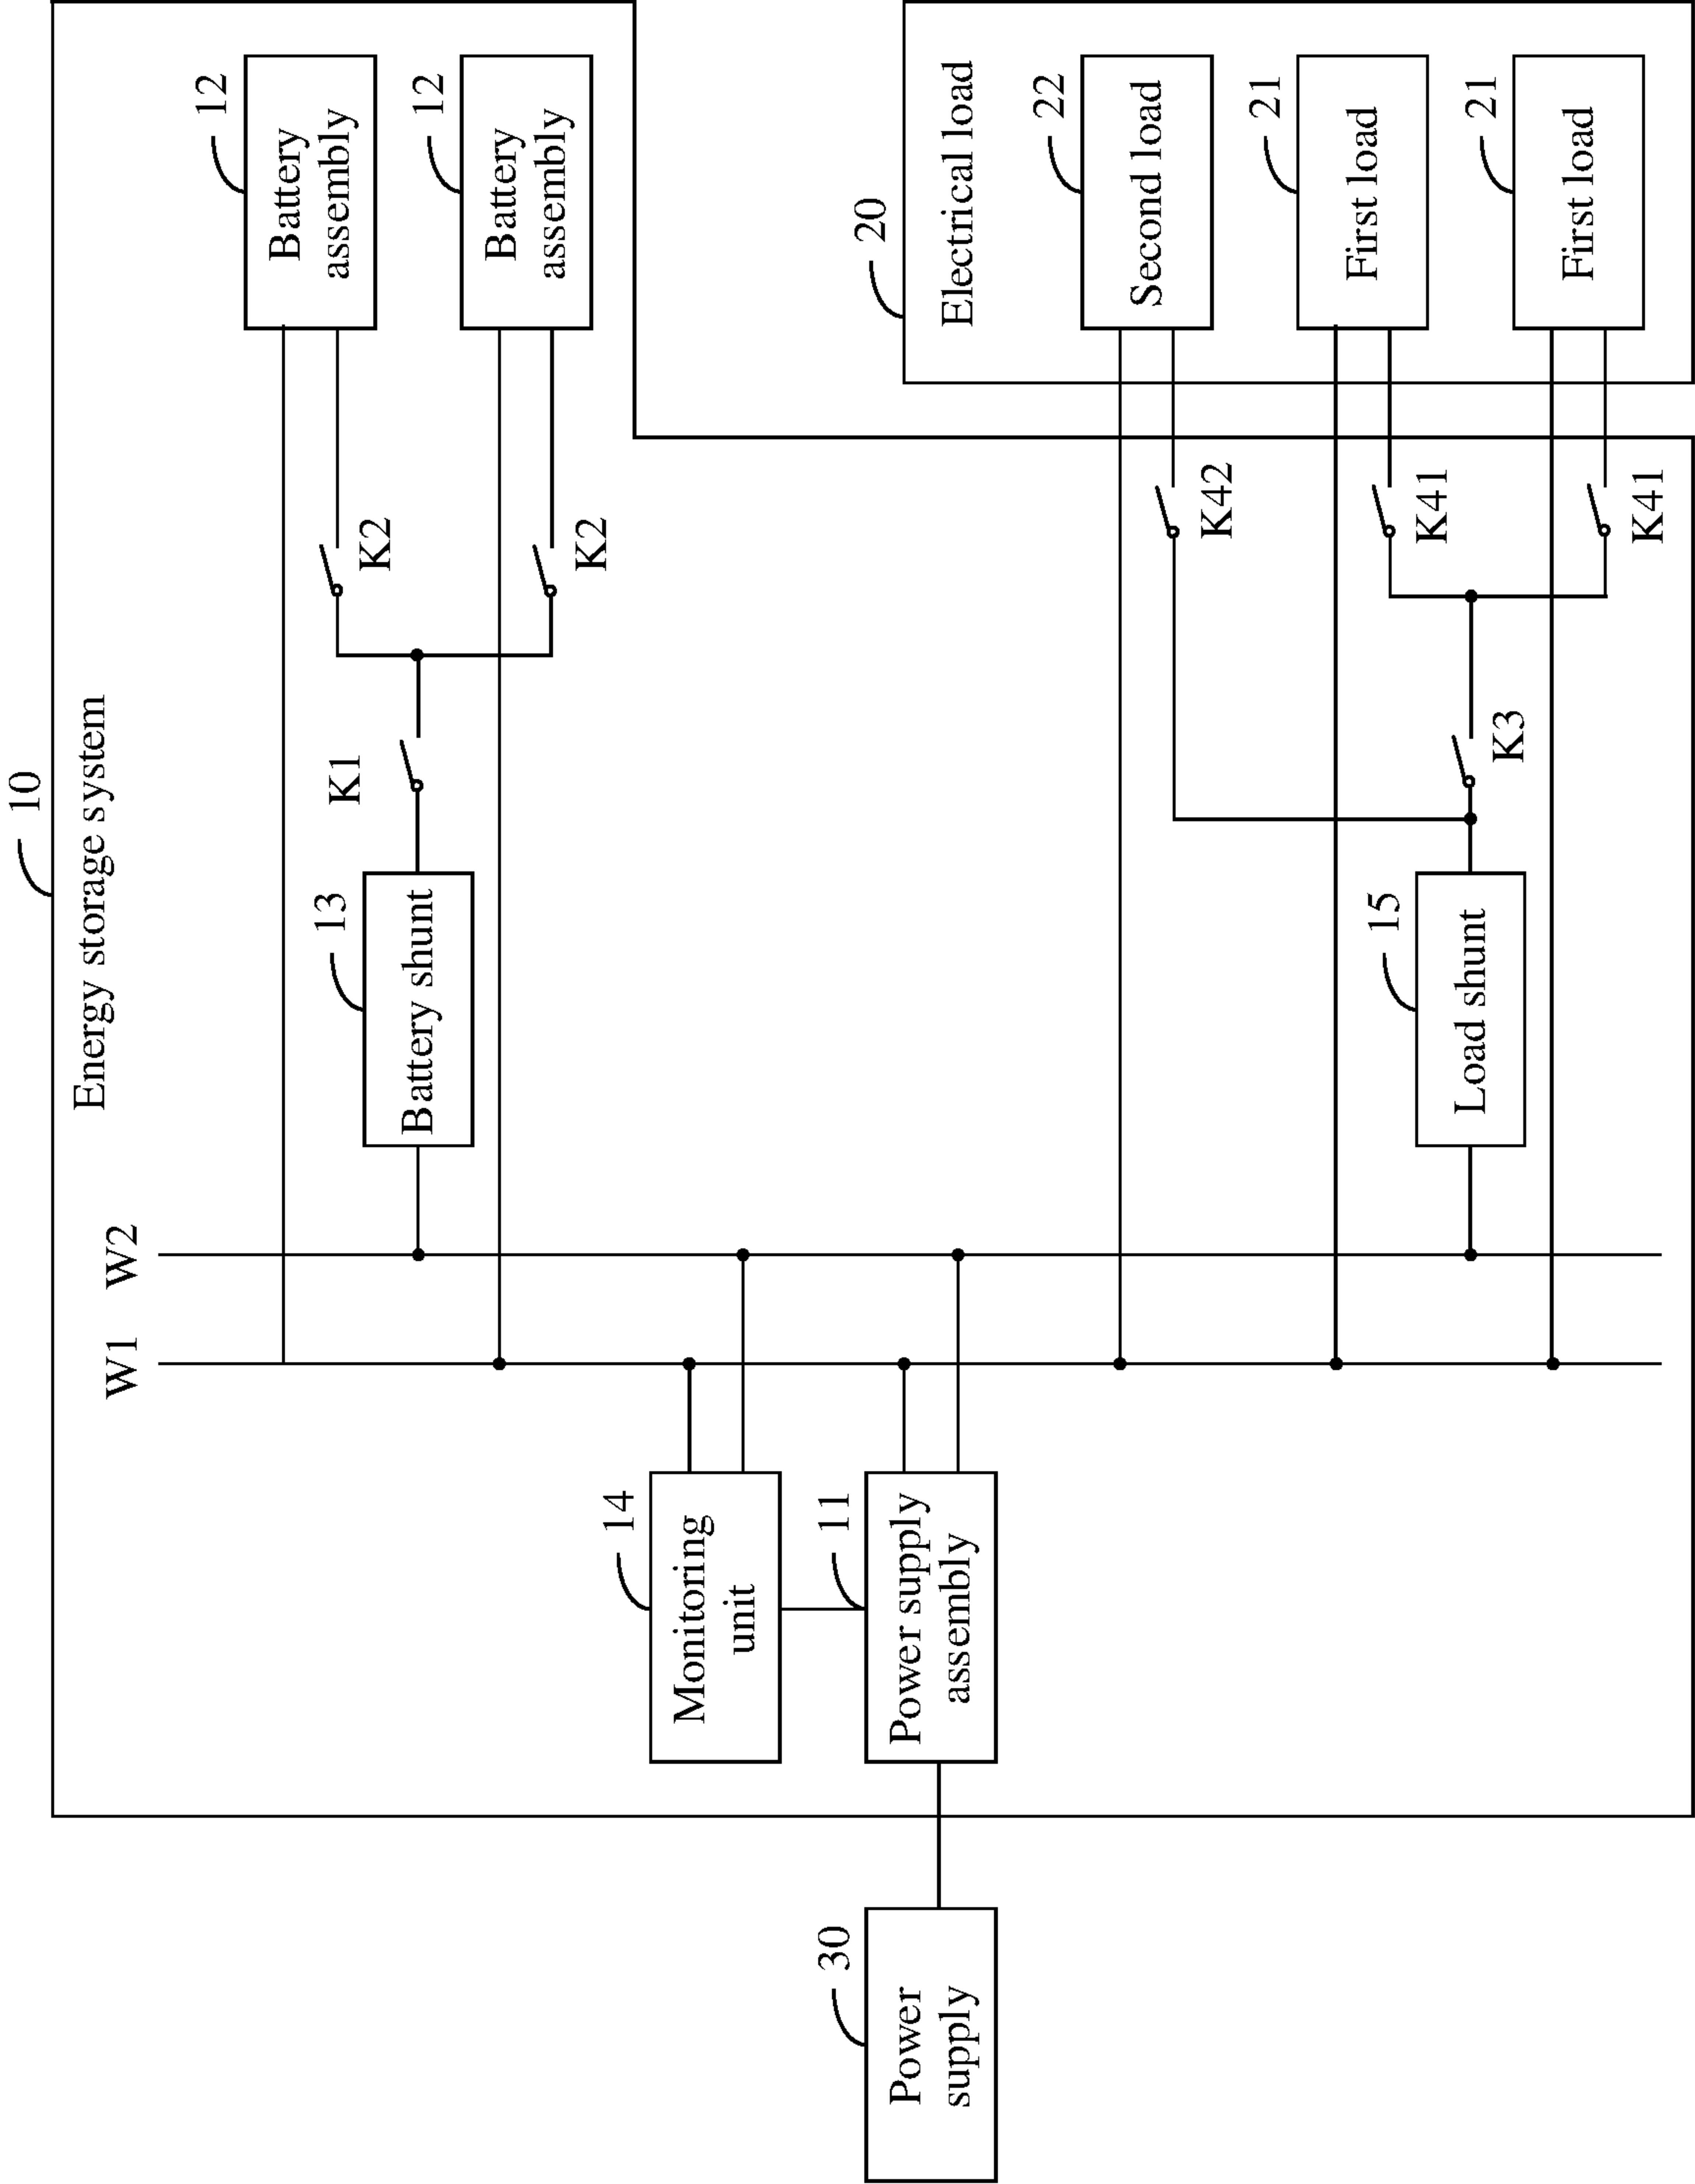 10
Energy storage system
W1
W2
12
Battery
assembly
K2
13
Battery shunt
K1
12
Battery
assembly
K2
14
Monitoring
unit
30
Power
supply
11
Power supply
assembly
20
Electrical load
22
Second load
K42
21
First load
K41
15
Load shunt
K3
21
First load
K41